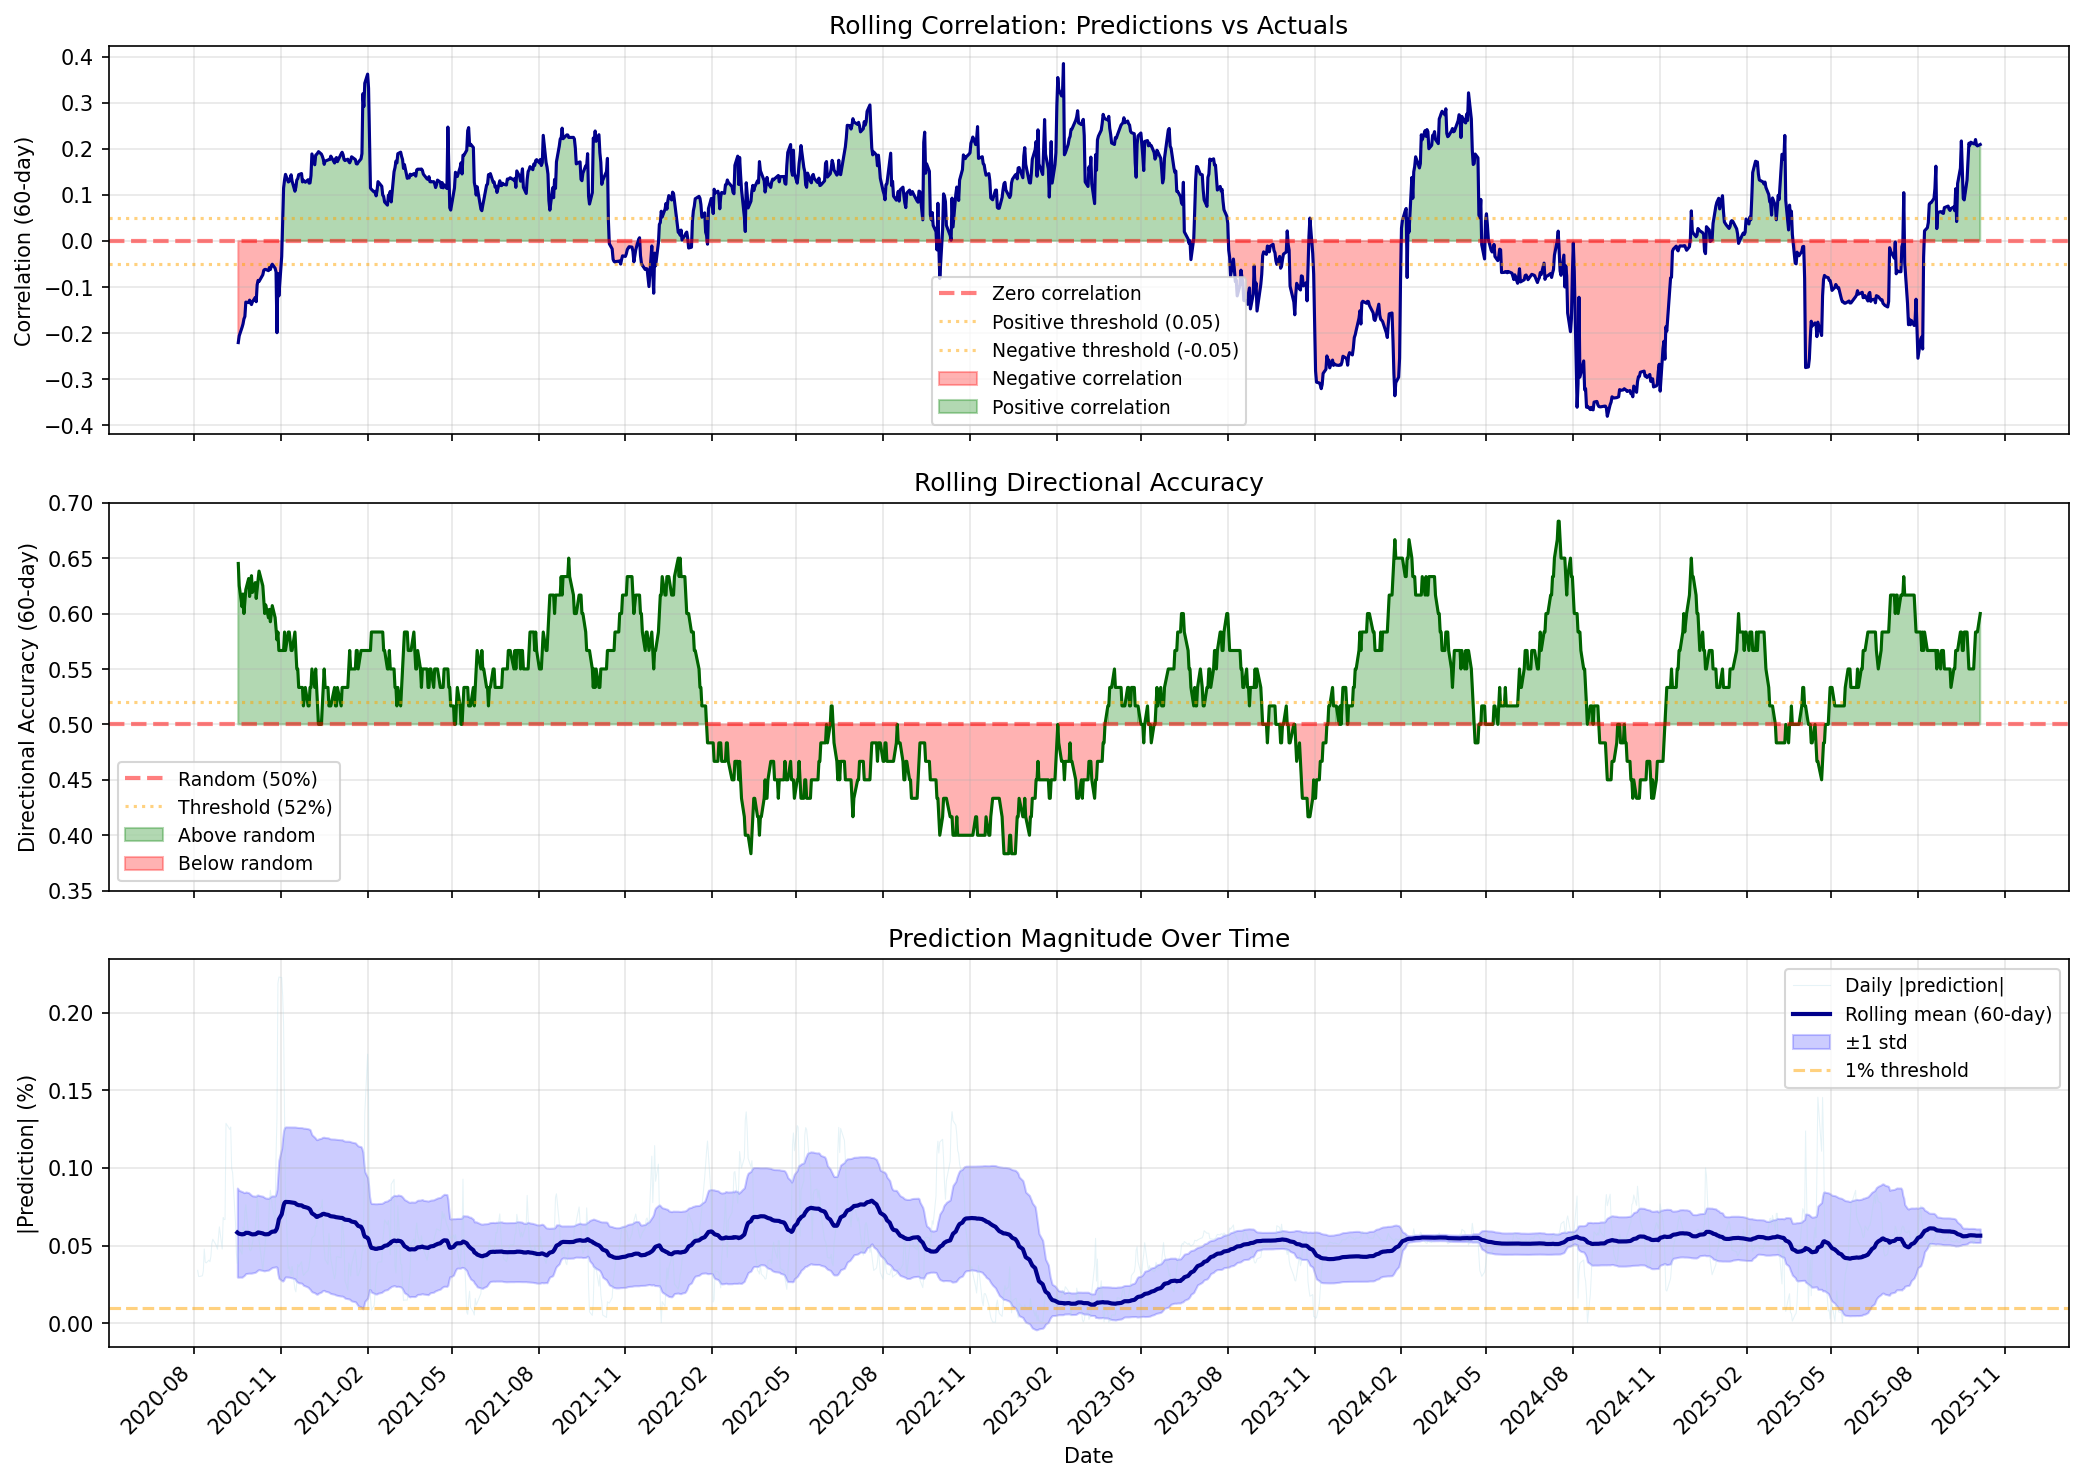 Rolling Correlation: Predictions vs Actuals
Correlation (60-day)
0.4
0.3
0.2
0.1
0.0
−0.1
−0.2
−0.3
−0.4
Zero correlation
Positive threshold (0.05)
Negative threshold (-0.05)
Negative correlation
Positive correlation
Rolling Directional Accuracy
Directional Accuracy (60-day)
0.70
0.65
0.60
0.55
0.50
0.45
0.40
0.35
Random (50%)
Threshold (52%)
Above random
Below random
Prediction Magnitude Over Time
|Prediction| (%)
0.20
0.15
0.10
0.05
0.00
Daily |prediction|
Rolling mean (60-day)
±1 std
1% threshold
2020-08
2020-11
2021-02
2021-05
2021-08
2021-11
2022-02
2022-05
2022-08
2022-11
2023-02
2023-05
2023-08
2023-11
2024-02
2024-05
2024-08
2024-11
2025-02
2025-05
2025-08
2025-11
Date